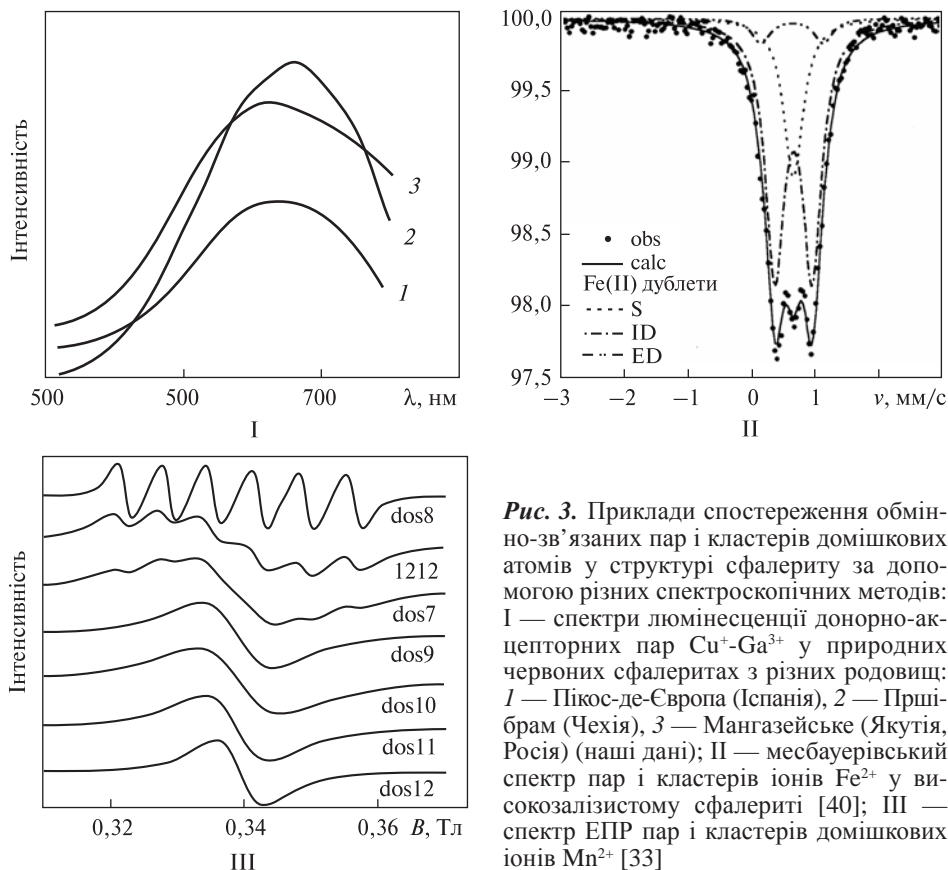 Інтенсивність
3
2
1
500
500
700
λ, нм
I
100,0
99,5
99,0
98,5
98,0
97,5
obs
calc
Fe(II) дублети
S
ID
ED
−3
−2
−1
0
1
v, мм/с
II
Інтенсивність
dos8
1212
dos7
dos9
dos10
dos11
dos12
0,32
0,34
0,36
B, Тл
III
Рис. 3. Приклади спостереження обмін-
но-зв’язаних пар і кластерів домішкових
атомів у структурі сфалериту за допо-
могою різних спектроскопічних методів:
I — спектри люмінесценції донорно-ак-
цепторних пар Cu⁺-Ga³⁺ у природних
червоних сфалеритах з різних родовищ:
1 — Пікос-де-Європа (Іспанія), 2 — Прши-
брам (Чехія), 3 — Мангазейське (Якутія,
Росія) (наші дані); II — месбауерівський
спектр пар і кластерів іонів Fe²⁺ у ви-
сокозалізистому сфалериті [40]; III —
спектр ЕПР пар і кластерів домішкових
іонів Mn²⁺ [33]